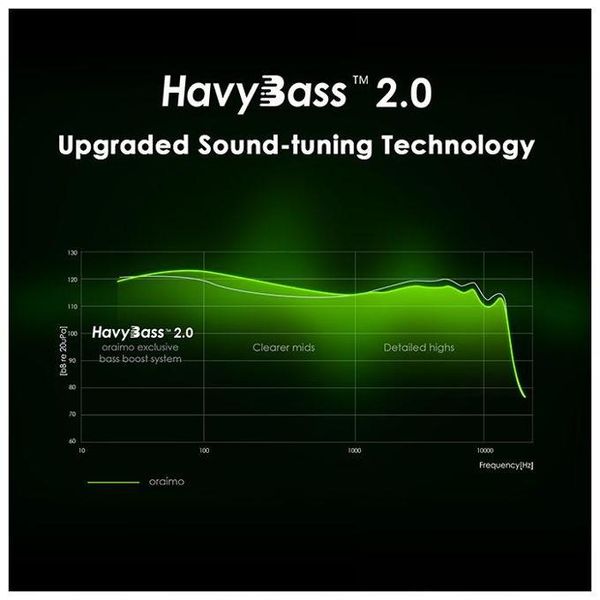 HavyBass™ 2.0
Upgraded Sound-tuning Technology
130
120
110
100
90
80
70
60
[bB re 20uPa]
HavyBass™ 2.0
oraimo exclusive
bass boost system
Clearer mids
Detailed highs
10
100
1000
10000
Frequency[Hz]
oraimo